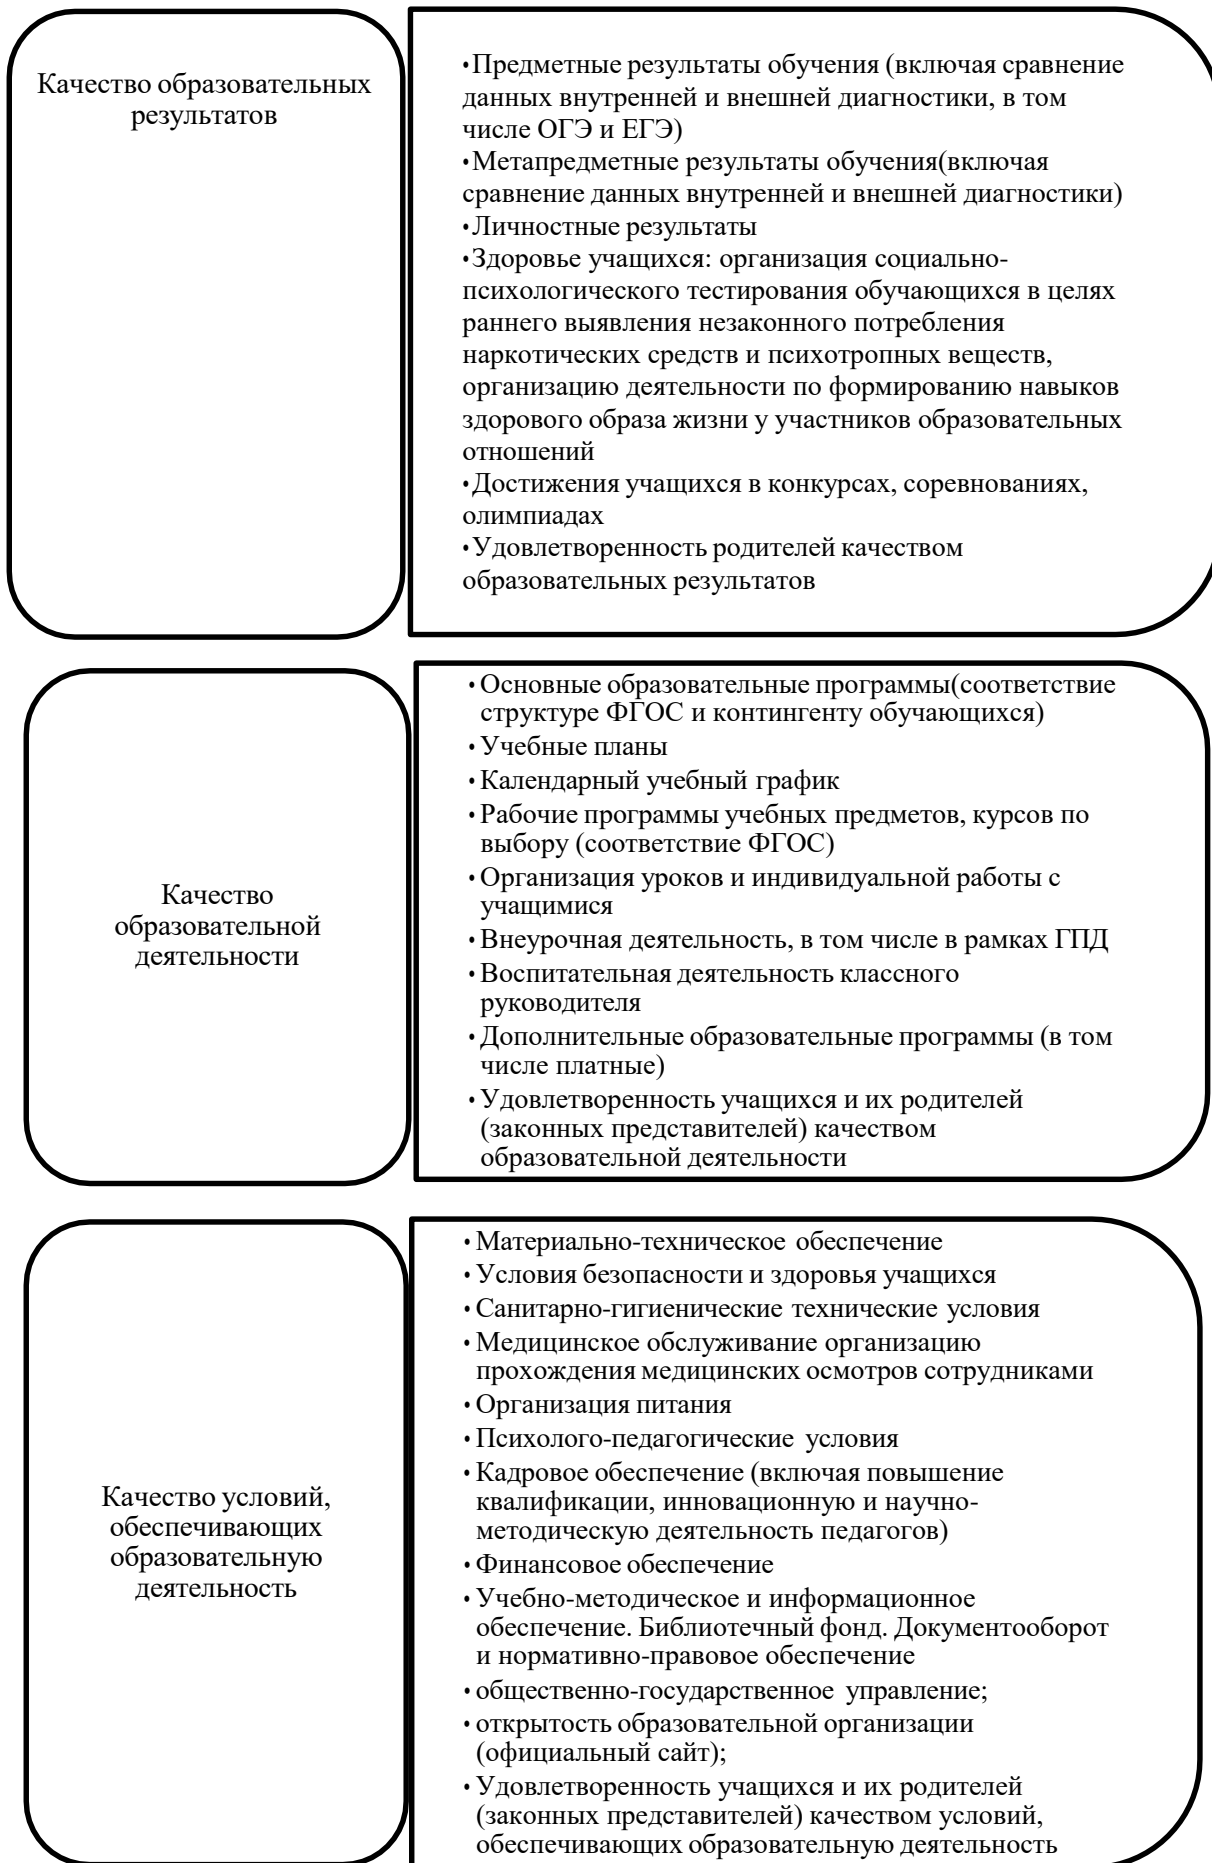 Качество образовательных
результатов
•Предметные результаты обучения (включая сравнение
данных внутренней и внешней диагностики, в том
числе ОГЭ и ЕГЭ)
•Метапредметные результаты обучения(включая
сравнение данных внутренней и внешней диагностики)
•Личностные результаты
•Здоровье учащихся: организация социально-
психологического тестирования обучающихся в целях
раннего выявления незаконного потребления
наркотических средств и психотропных веществ,
организацию деятельности по формированию навыков
здорового образа жизни у участников образовательных
отношений
•Достижения учащихся в конкурсах, соревнованиях,
олимпиадах
•Удовлетворенность родителей качеством
образовательных результатов
Качество
образовательной
деятельности
•Основные образовательные программы(соответствие
структуре ФГОС и контингенту обучающихся)
•Учебные планы
•Календарный учебный график
•Рабочие программы учебных предметов, курсов по
выбору (соответствие ФГОС)
•Организация уроков и индивидуальной работы с
учащимися
•Внеурочная деятельность, в том числе в рамках ГПД
•Воспитательная деятельность классного
руководителя
•Дополнительные образовательные программы (в том
числе платные)
•Удовлетворенность учащихся и их родителей
(законных представителей) качеством
образовательной деятельности
Качество условий,
обеспечивающих
образовательную
деятельность
•Материально-техническое обеспечение
•Условия безопасности и здоровья учащихся
•Санитарно-гигиенические технические условия
•Медицинское обслуживание организацию
прохождения медицинских осмотров сотрудниками
•Организация питания
•Психолого-педагогические условия
•Кадровое обеспечение (включая повышение
квалификации, инновационную и научно-
методическую деятельность педагогов)
•Финансовое обеспечение
•Учебно-методическое и информационное
обеспечение. Библиотечный фонд. Документооборот
и нормативно-правовое обеспечение
•общественно-государственное управление;
•открытость образовательной организации
(официальный сайт);
•Удовлетворенность учащихся и их родителей
(законных представителей) качеством условий,
обеспечивающих образовательную деятельность